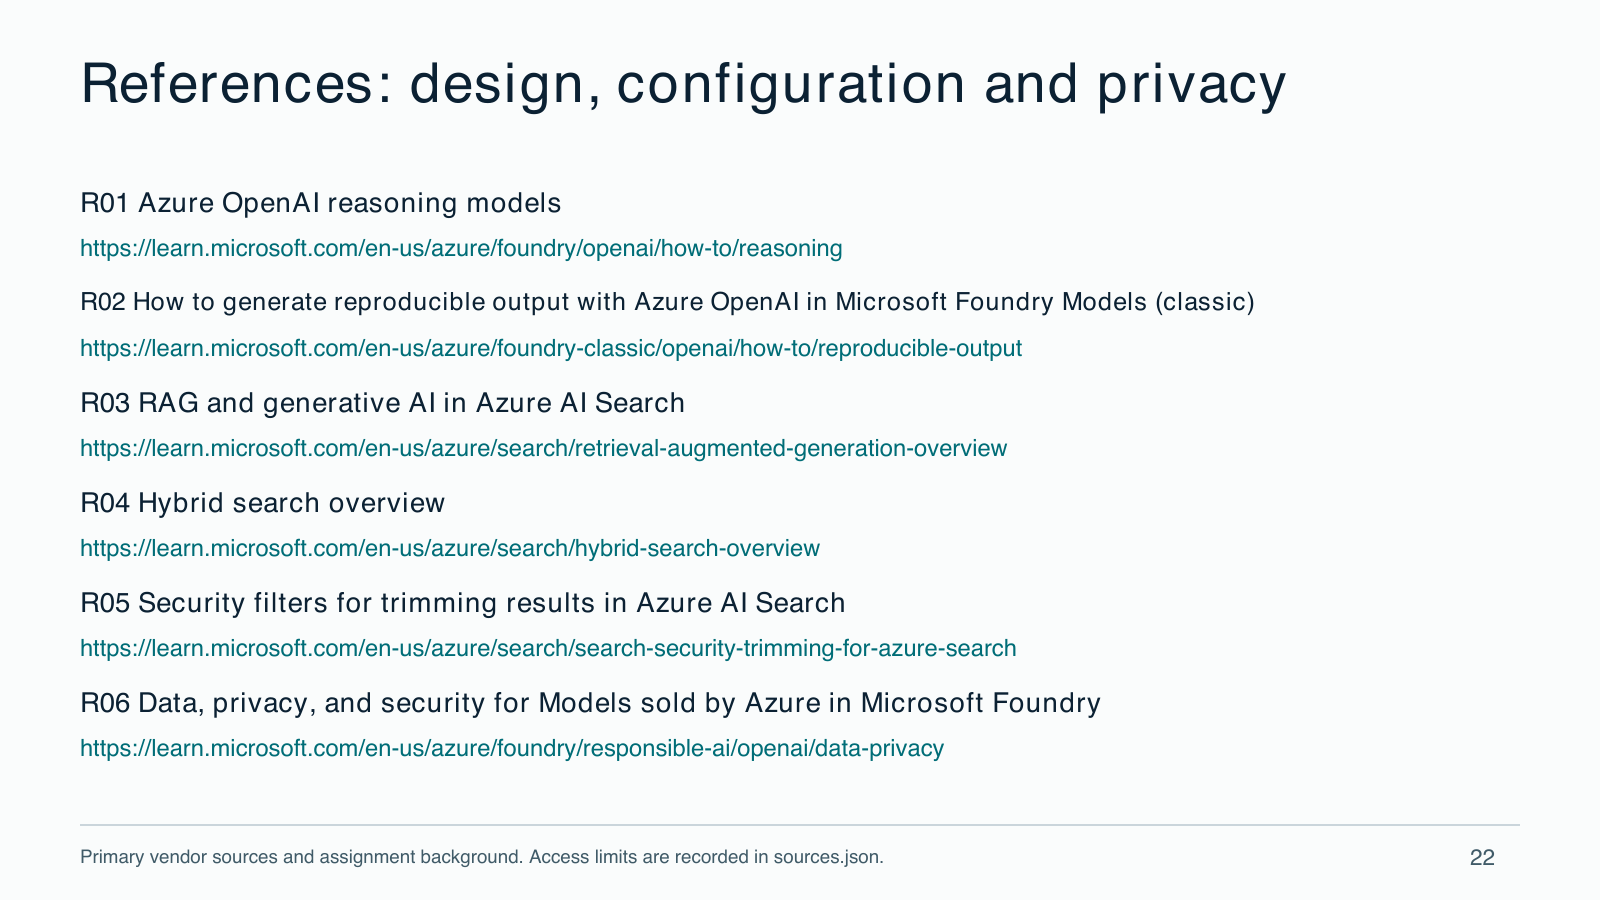 References: design, configuration and privacy
R01 Azure OpenAI reasoning models
https://learn.microsoft.com/en-us/azure/foundry/openai/how-to/reasoning
R02 How to generate reproducible output with Azure OpenAI in Microsoft Foundry Models (classic)
https://learn.microsoft.com/en-us/azure/foundry-classic/openai/how-to/reproducible-output
R03 RAG and generative AI in Azure AI Search
https://learn.microsoft.com/en-us/azure/search/retrieval-augmented-generation-overview
R04 Hybrid search overview
https://learn.microsoft.com/en-us/azure/search/hybrid-search-overview
R05 Security filters for trimming results in Azure AI Search
https://learn.microsoft.com/en-us/azure/search/search-security-trimming-for-azure-search
R06 Data, privacy, and security for Models sold by Azure in Microsoft Foundry
https://learn.microsoft.com/en-us/azure/foundry/responsible-ai/openai/data-privacy
Primary vendor sources and assignment background. Access limits are recorded in sources.json.
22